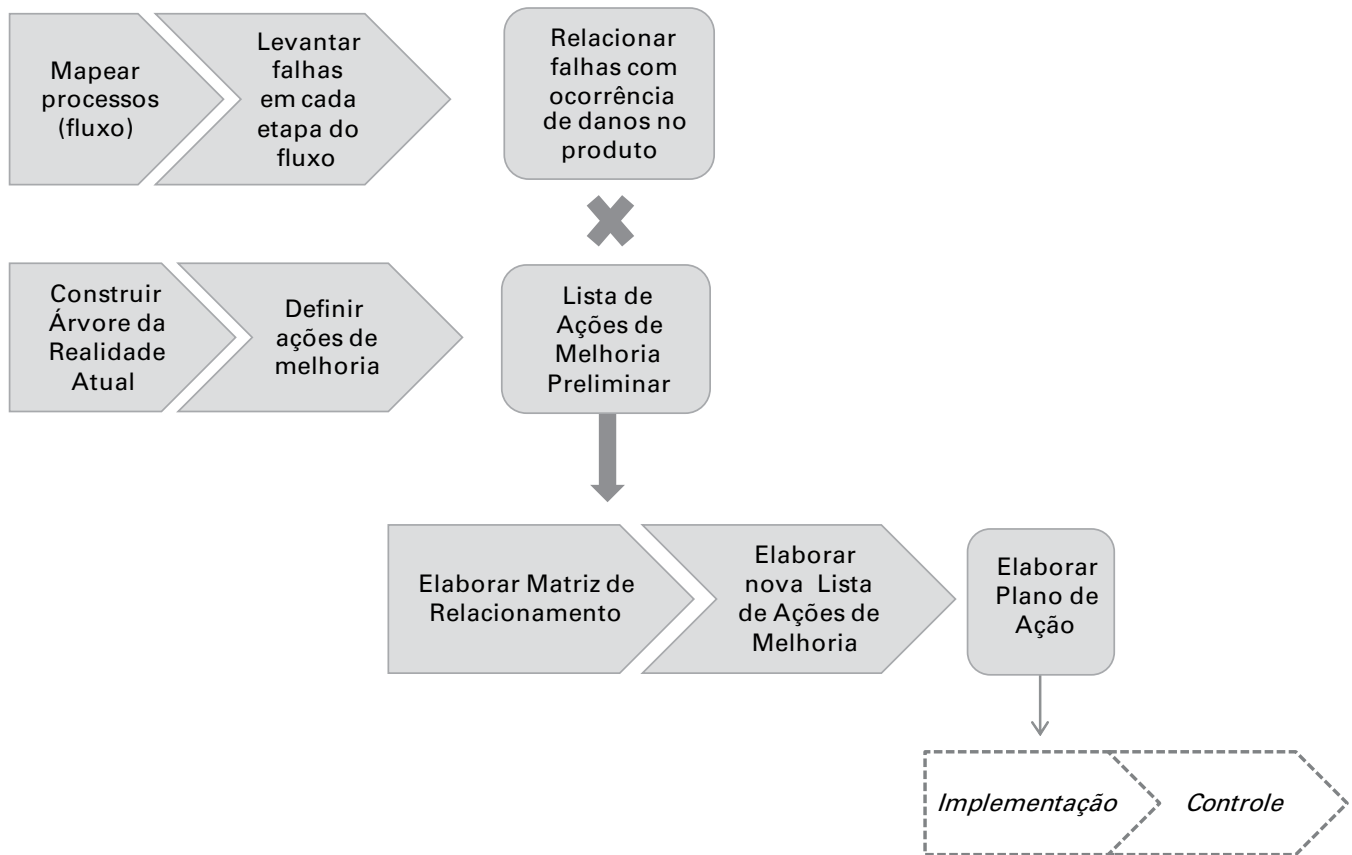 Mapear
processos
(fluxo)
Levantar
falhas
em cada
etapa do
fluxo
Relacionar
falhas com
ocorrência
de danos no
produto
Construir
Árvore da
Realidade
Atual
Definir
ações de
melhoria
Lista de
Ações de
Melhoria
Preliminar
Elaborar Matriz de
Relacionamento
Elaborar
nova Lista
de Ações de
Melhoria
Elaborar
Plano de
Ação
Implementação
Controle